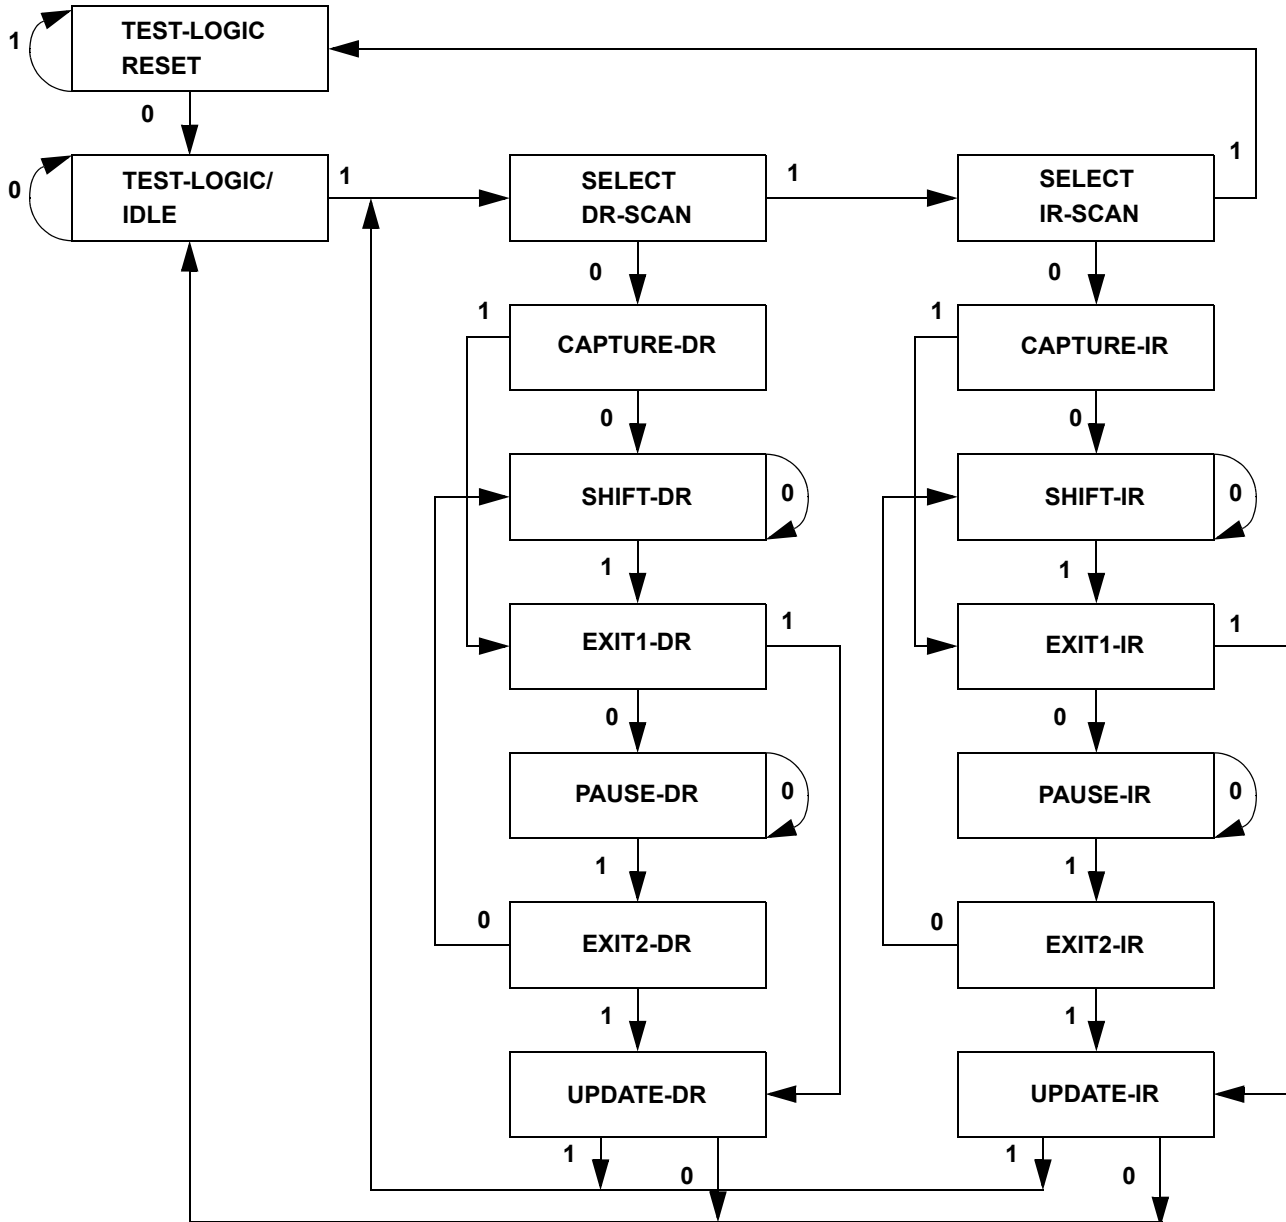 TEST-LOGIC
RESET
1
0
TEST-LOGIC/
IDLE
0
1
SELECT
DR-SCAN
1
SELECT
IR-SCAN
1
0
0
1
CAPTURE-DR
1
CAPTURE-IR
0
0
SHIFT-DR
0
SHIFT-IR
0
1
1
EXIT1-DR
1
EXIT1-IR
1
0
0
PAUSE-DR
0
PAUSE-IR
0
1
1
0
EXIT2-DR
0
EXIT2-IR
1
1
UPDATE-DR
UPDATE-IR
1
0
1
0